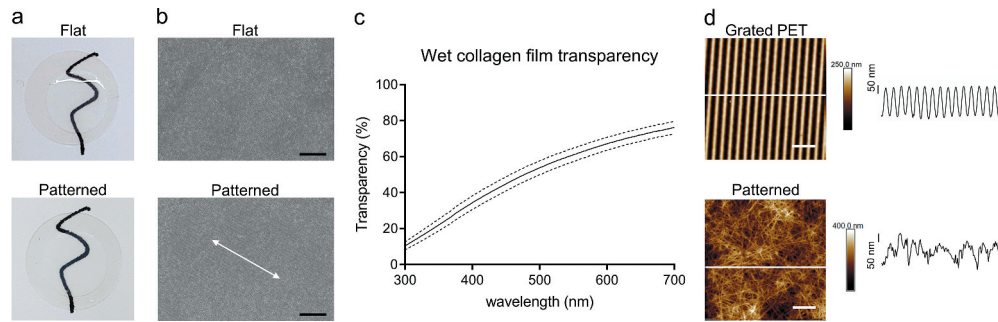 a
Flat
Patterned
b
Flat
Patterned
c
Wet collagen film transparency
Transparency (%)
100
80
60
40
20
0
300
400
500
600
700
wavelength (nm)
d
Grated PET
250.0 nm
50 nm
Patterned
400.0 nm
50 nm